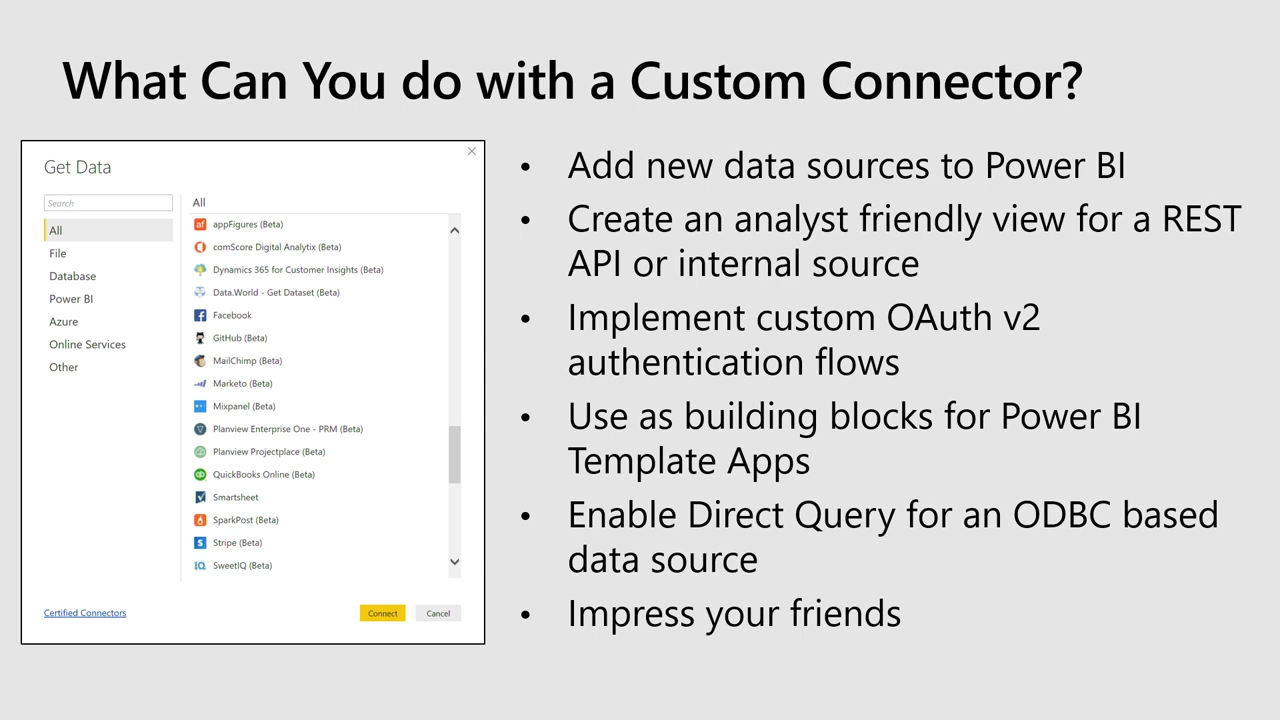 What Can You do with a Custom Connector?
Get Data
Search
All
File
Database
Power BI
Azure
Online Services
Other
All
appFigures (Beta)
comScore Digital Analytix (Beta)
Dynamics 365 for Customer Insights (Beta)
Data.World - Get Dataset (Beta)
Facebook
GitHub (Beta)
MailChimp (Beta)
Marketo (Beta)
Mixpanel (Beta)
Planview Enterprise One - PRM (Beta)
Planview Projectplace (Beta)
QuickBooks Online (Beta)
Smartsheet
SparkPost (Beta)
Stripe (Beta)
SweetIQ (Beta)
Certified Connectors
Connect
Cancel
• Add new data sources to Power BI
• Create an analyst friendly view for a REST
API or internal source
• Implement custom OAuth v2
authentication flows
• Use as building blocks for Power BI
Template Apps
• Enable Direct Query for an ODBC based
data source
• Impress your friends